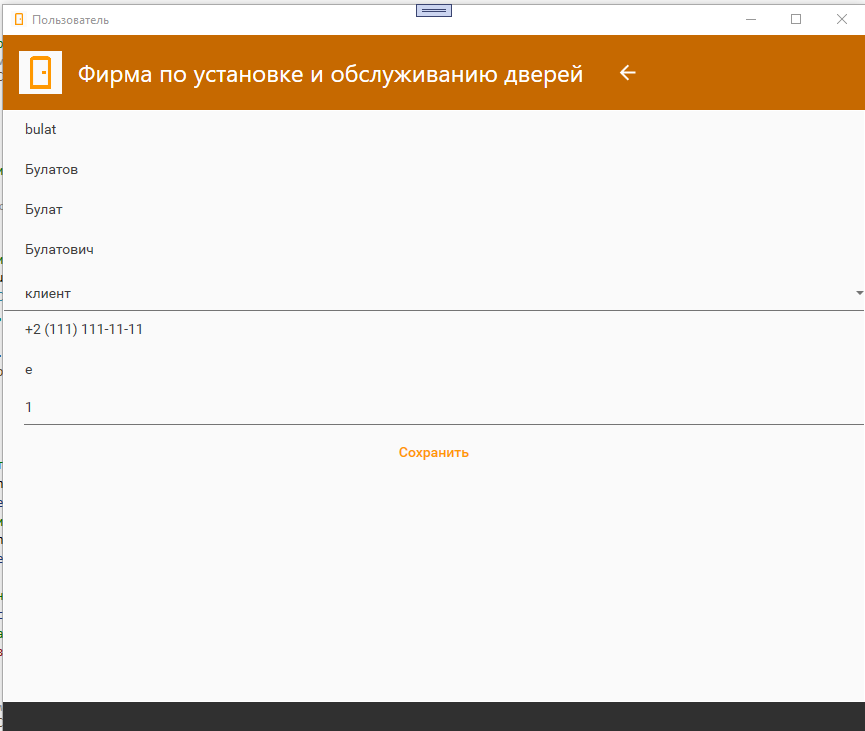 Пользователь
Фирма по установке и обслуживанию дверей
bulat
Булатов
Булат
Булатович
клиент
+2 (111) 111-11-11
e
1
Сохранить